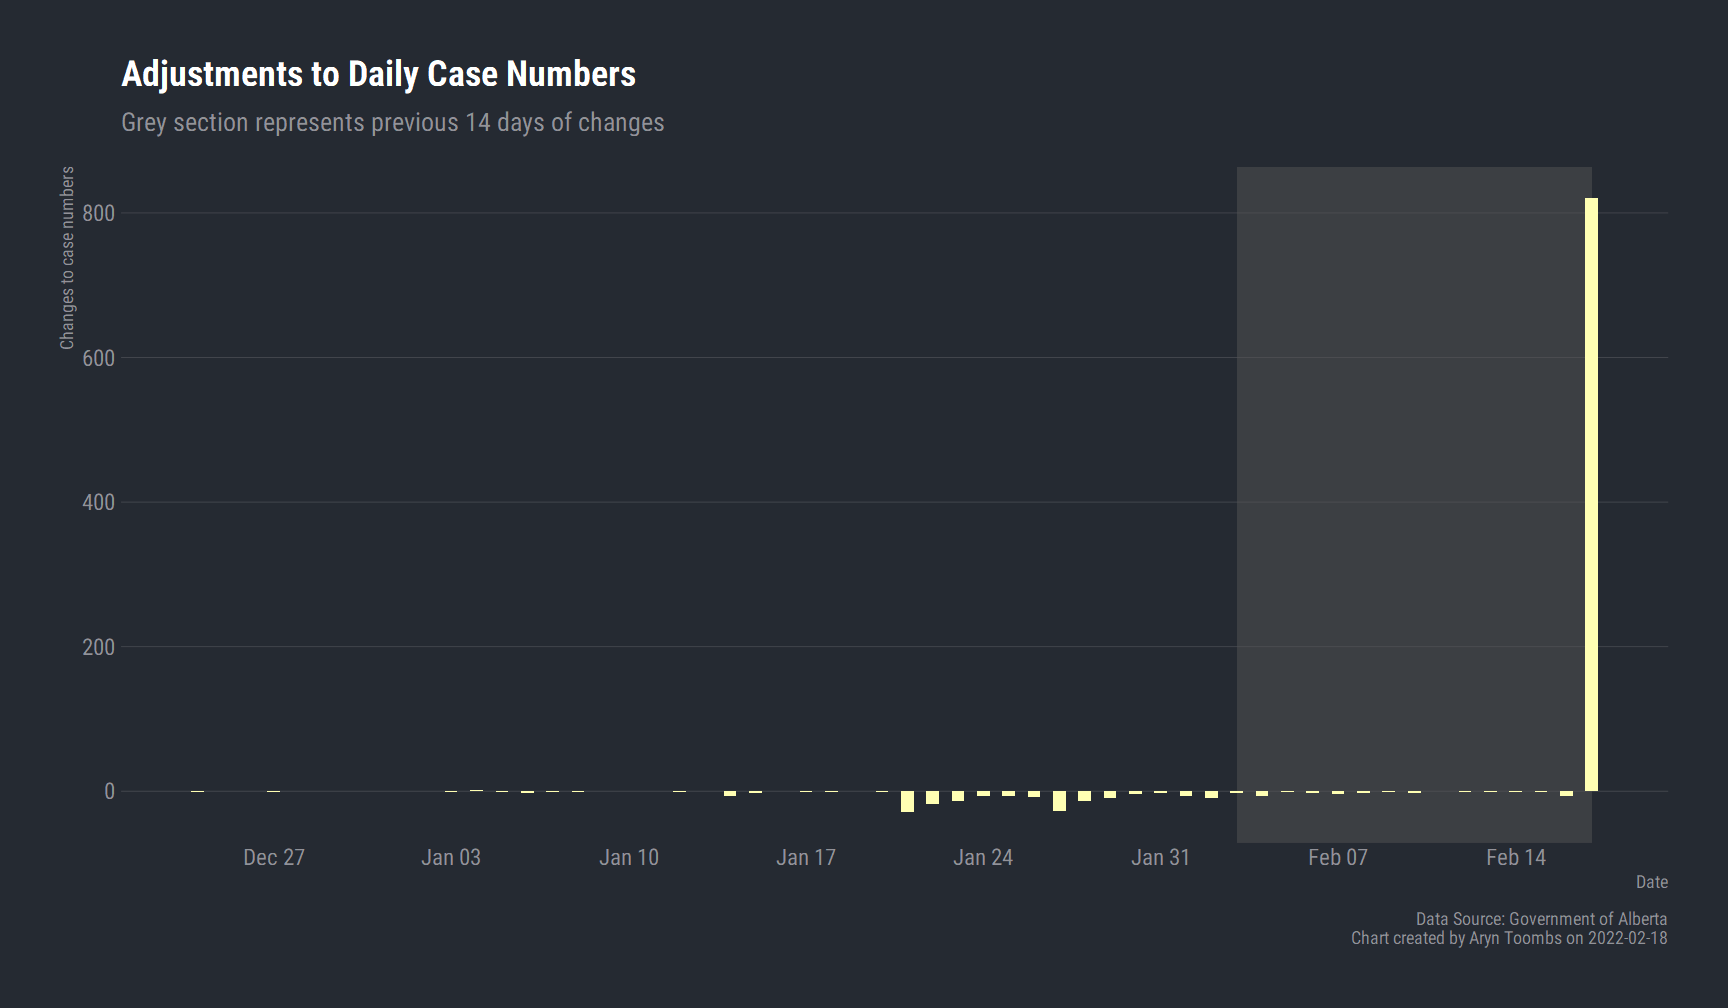 Adjustments to Daily Case Numbers
Grey section represents previous 14 days of changes
Changes to case numbers
800
600
400
200
0
Dec 27
Jan 03
Jan 10
Jan 17
Jan 24
Jan 31
Feb 07
Feb 14
Date
Data Source: Government of Alberta
Chart created by Aryn Toombs on 2022-02-18